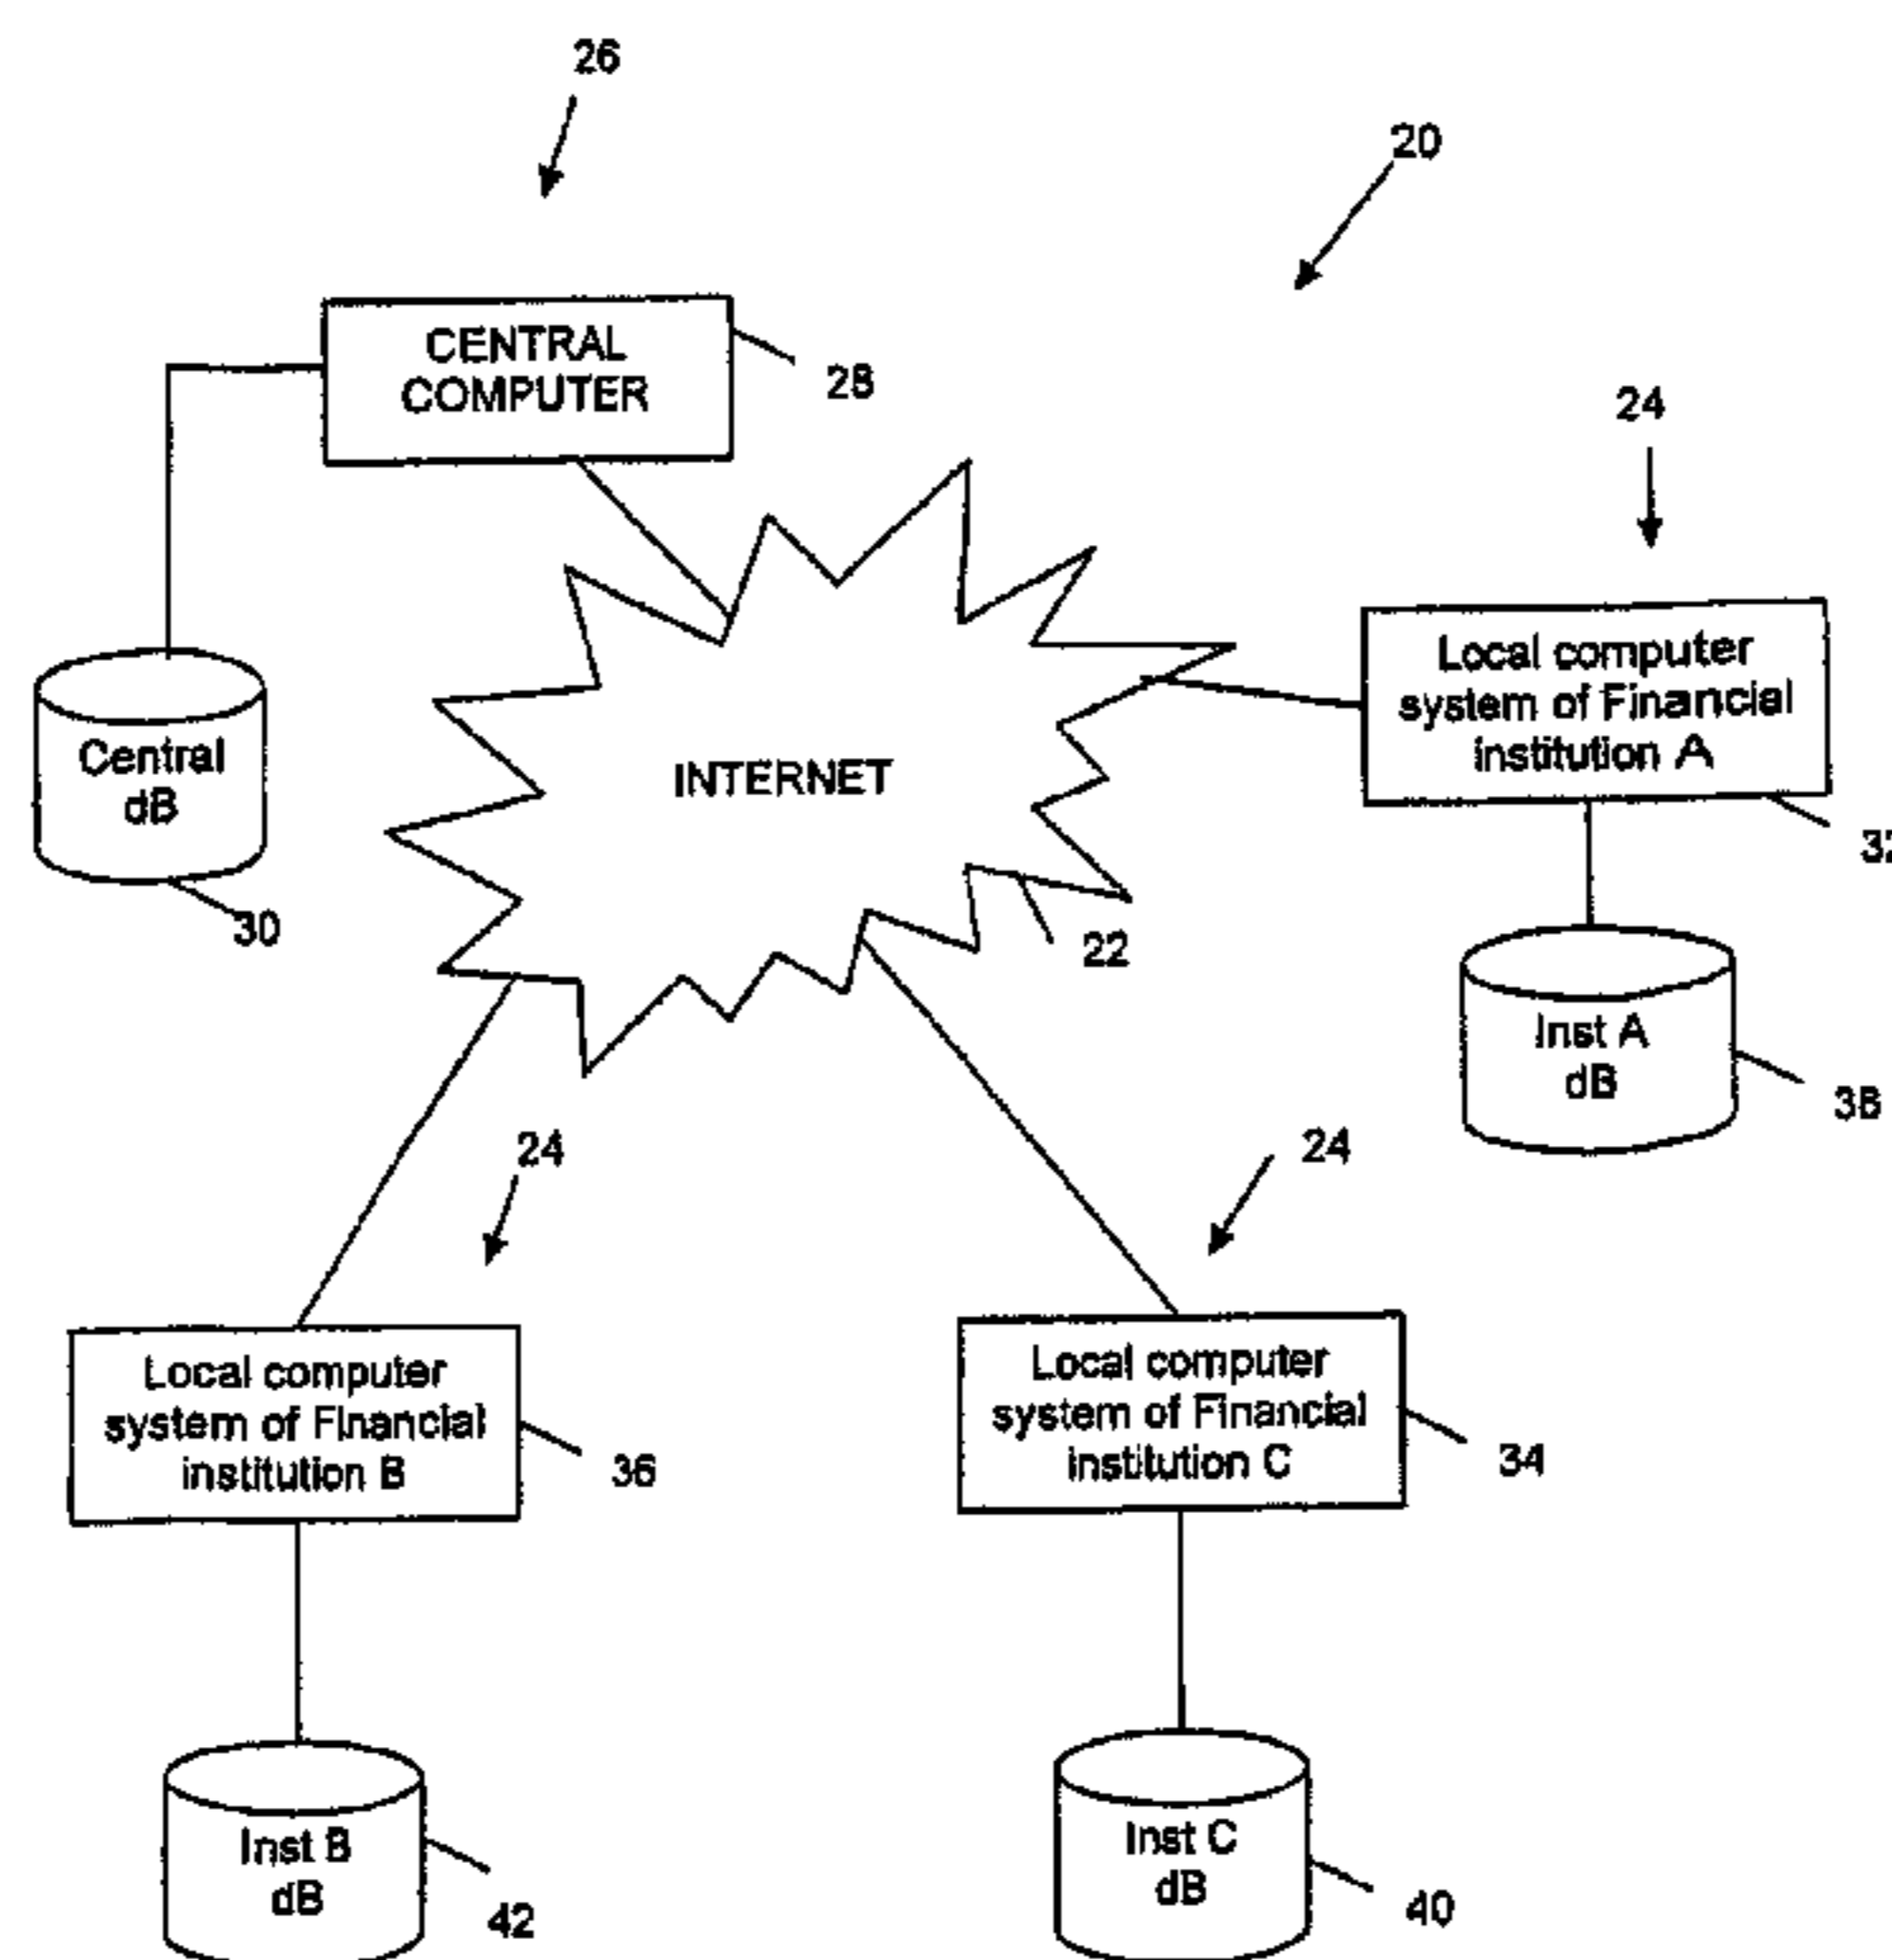 26
20
CENTRAL
COMPUTER
28
24
Local computer
system of Financial
institution A
32
Central
dB
30
INTERNET
22
Inst A
dB
38
24
24
Local computer
system of Financial
institution B
36
Local computer
system of Financial
institution C
34
Inst B
dB
42
Inst C
dB
40